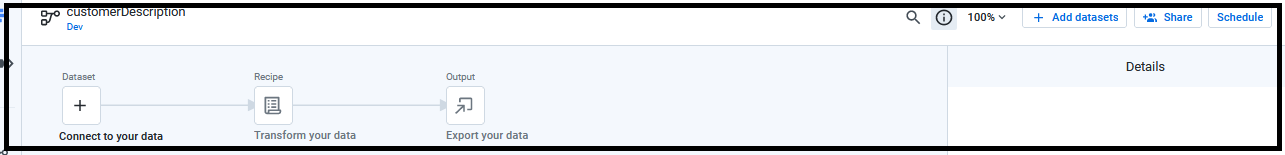 customerDescription
Dev
100%
Add datasets
Share
Schedule
Dataset
Recipe
Output
Details
Connect to your data
Transform your data
Export your data